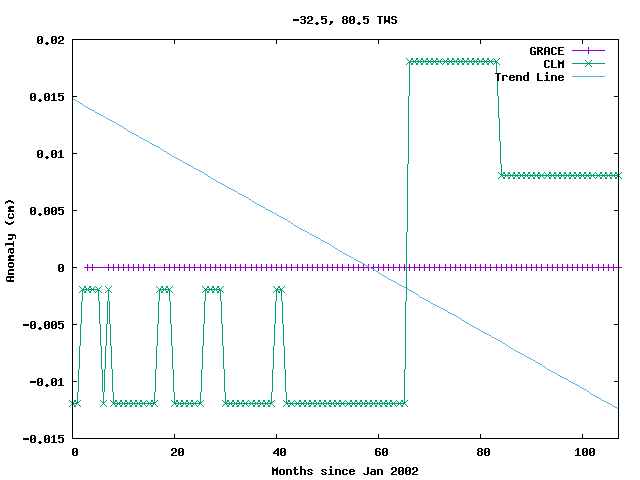 -32.5, 80.5 TWS
GRACE
CLM
Trend Line
0.02
0.015
0.01
0.005
0
-0.005
-0.01
-0.015
Anomaly (cm)
0 20 40 60 80 100
Months since Jan 2002